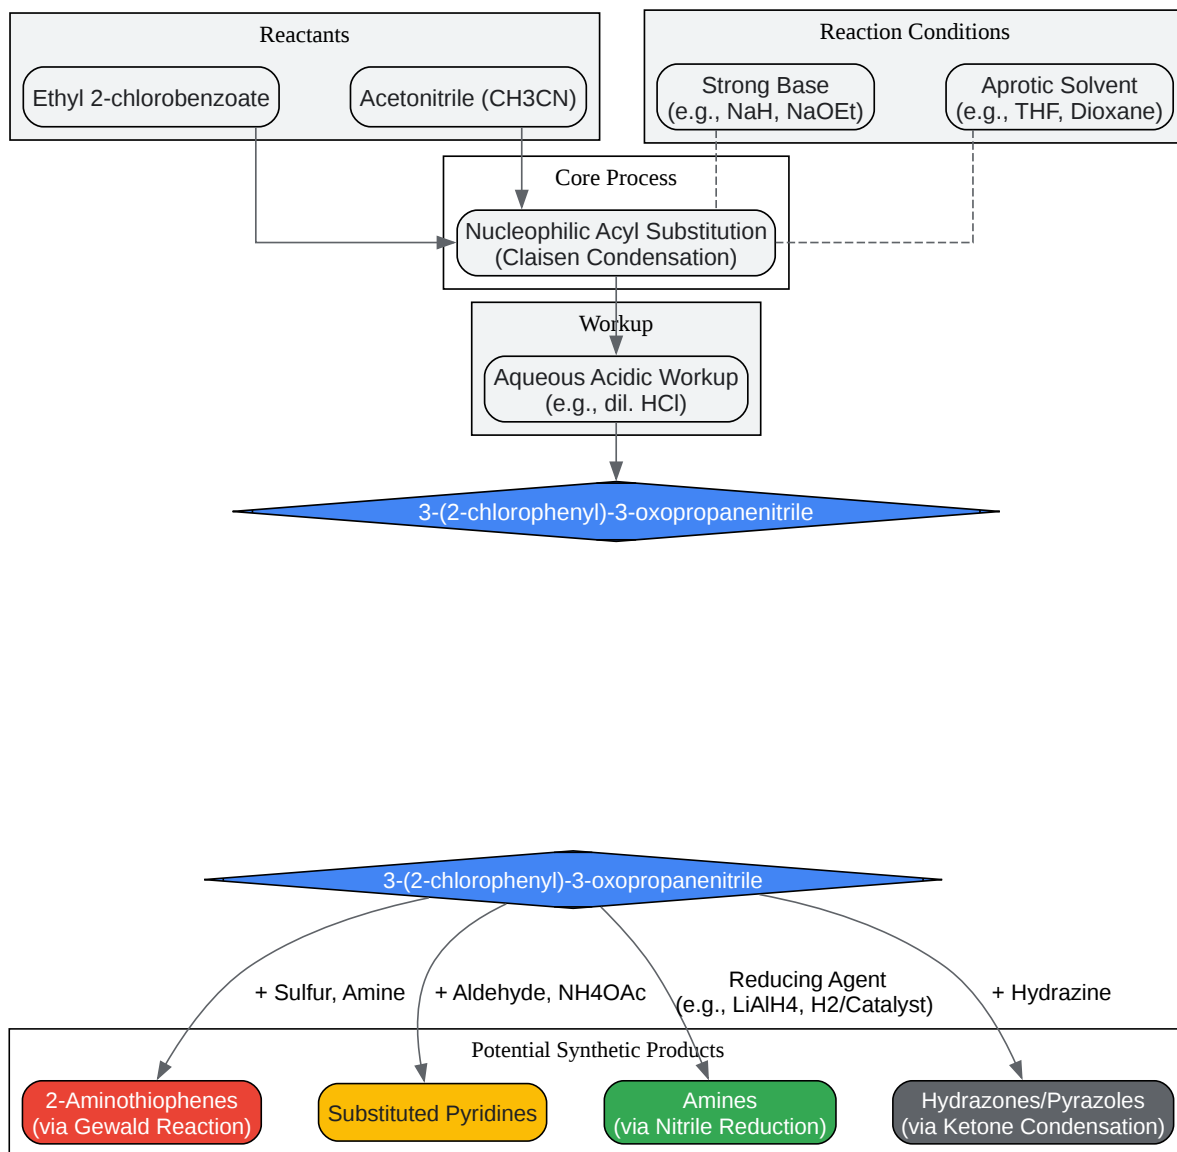 Reactants
Ethyl 2-chlorobenzoate
Acetonitrile (CH3CN)
Reaction Conditions
Strong Base
(e.g., NaH, NaOEt)
Aprotic Solvent
(e.g., THF, Dioxane)
Core Process
Nucleophilic Acyl Substitution
(Claisen Condensation)
Workup
Aqueous Acidic Workup
(e.g., dil. HCl)
3-(2-chlorophenyl)-3-oxopropanenitrile
3-(2-chlorophenyl)-3-oxopropanenitrile
+ Sulfur, Amine
+ Aldehyde, NH4OAc
Reducing Agent
(e.g., LiAlH4, H2/Catalyst)
+ Hydrazine
Potential Synthetic Products
2-Aminothiophenes
(via Gewald Reaction)
Substituted Pyridines
Amines
(via Nitrile Reduction)
Hydrazones/Pyrazoles
(via Ketone Condensation)